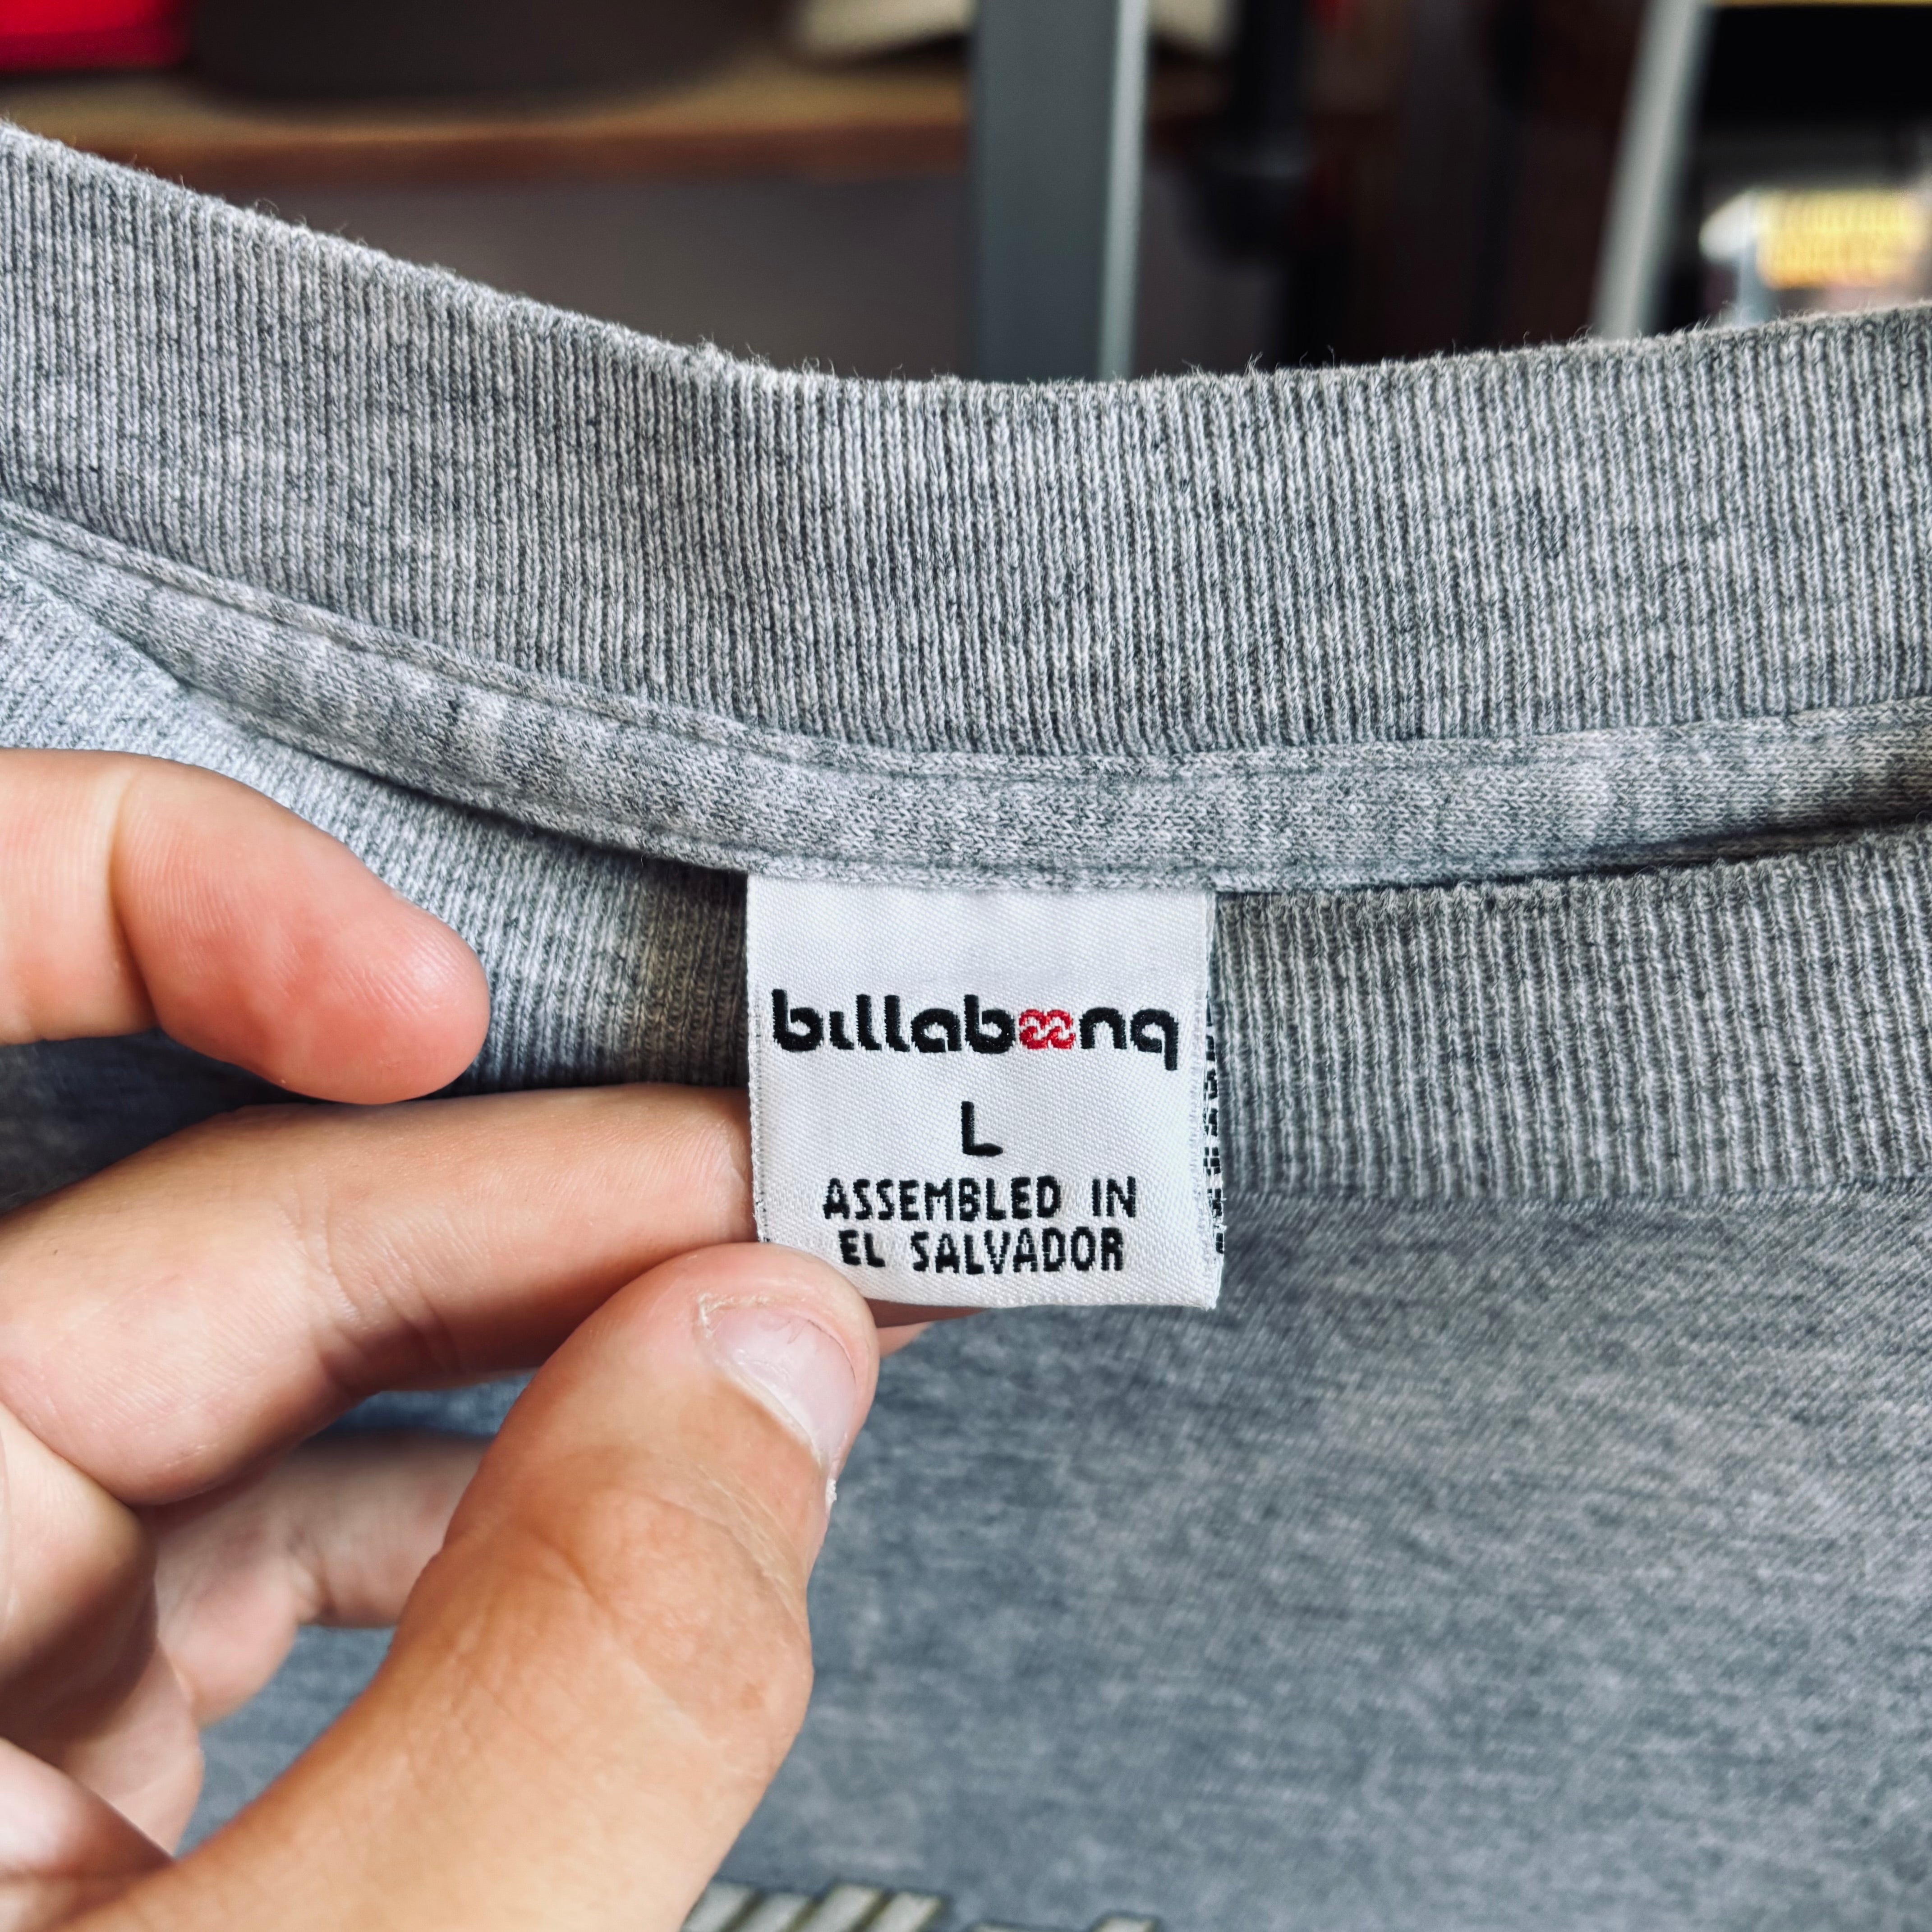 billabong
L
ASSEMBLED IN
EL SALVADOR